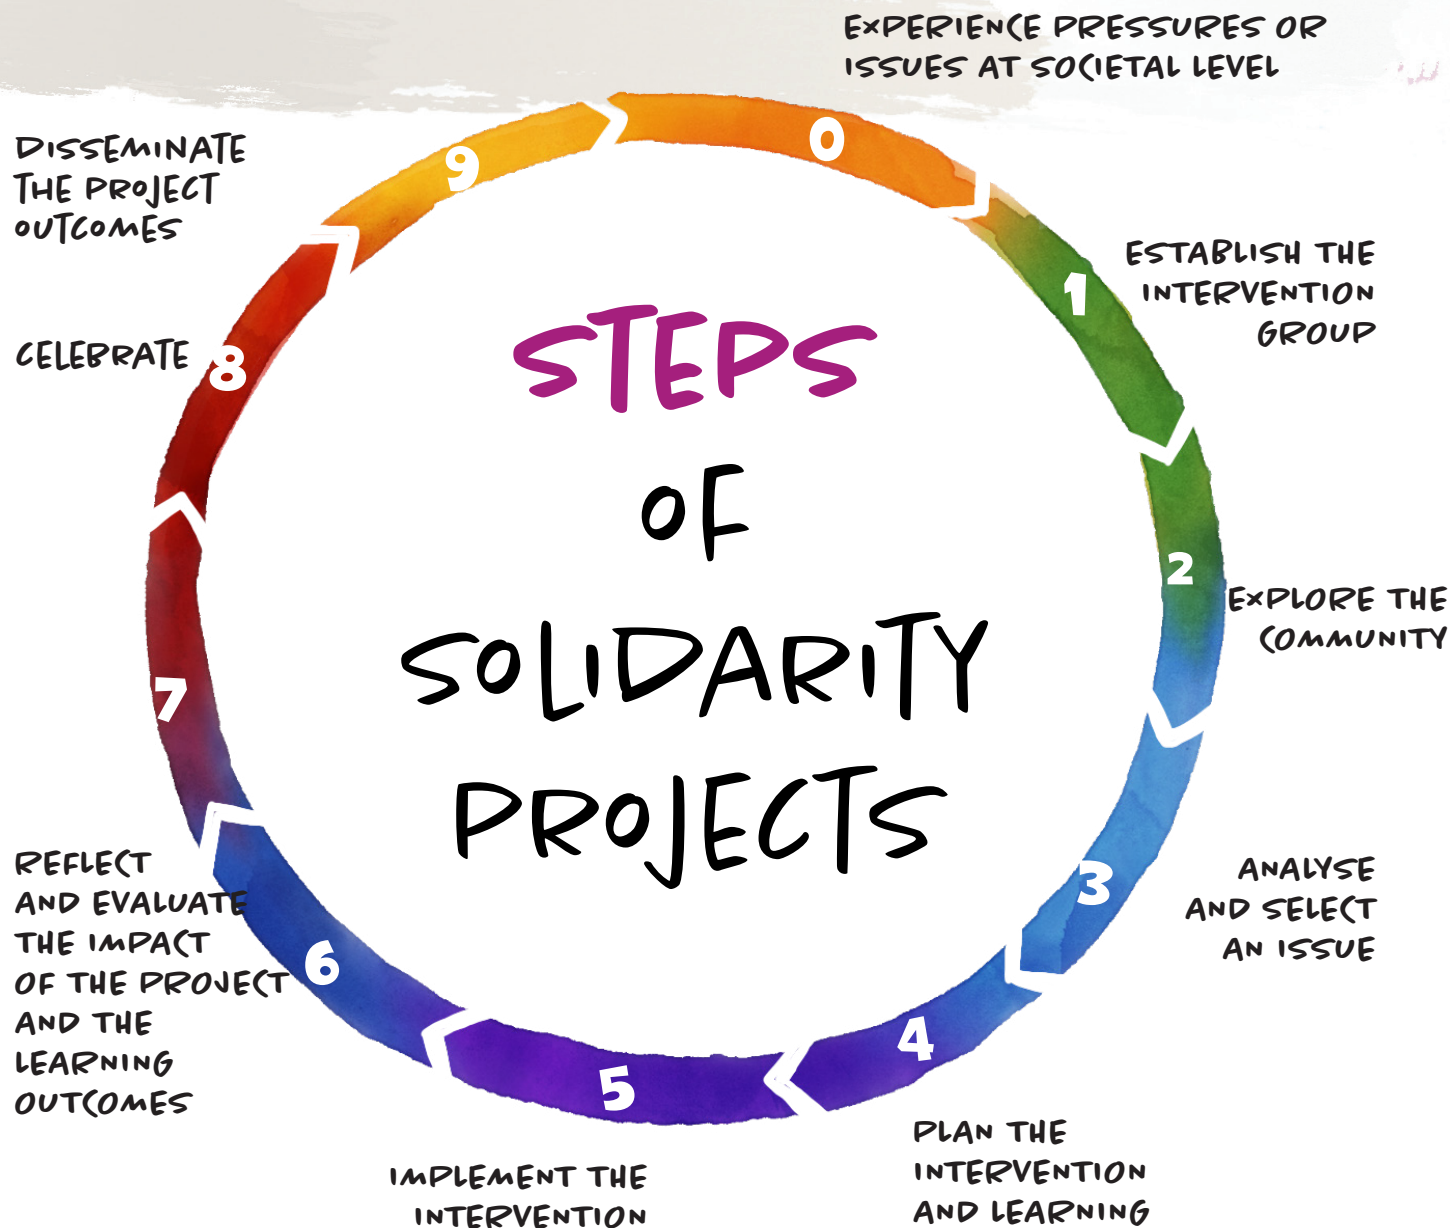 EXPERIENCE PRESSURES OR
ISSUES AT SOCIETAL LEVEL
0
1
ESTABLISH THE
INTERVENTION
GROUP
2
EXPLORE THE
COMMUNITY
3
ANALYSE
AND SELECT
AN ISSUE
4
PLAN THE
INTERVENTION
AND LEARNING
5
IMPLEMENT THE
INTERVENTION
6
REFLECT
AND EVALUATE
THE IMPACT
OF THE PROJECT
AND THE
LEARNING
OUTCOMES
7
8
CELEBRATE
9
DISSEMINATE
THE PROJECT
OUTCOMES
STEPS
OF
SOLIDARITY
PROJECTS